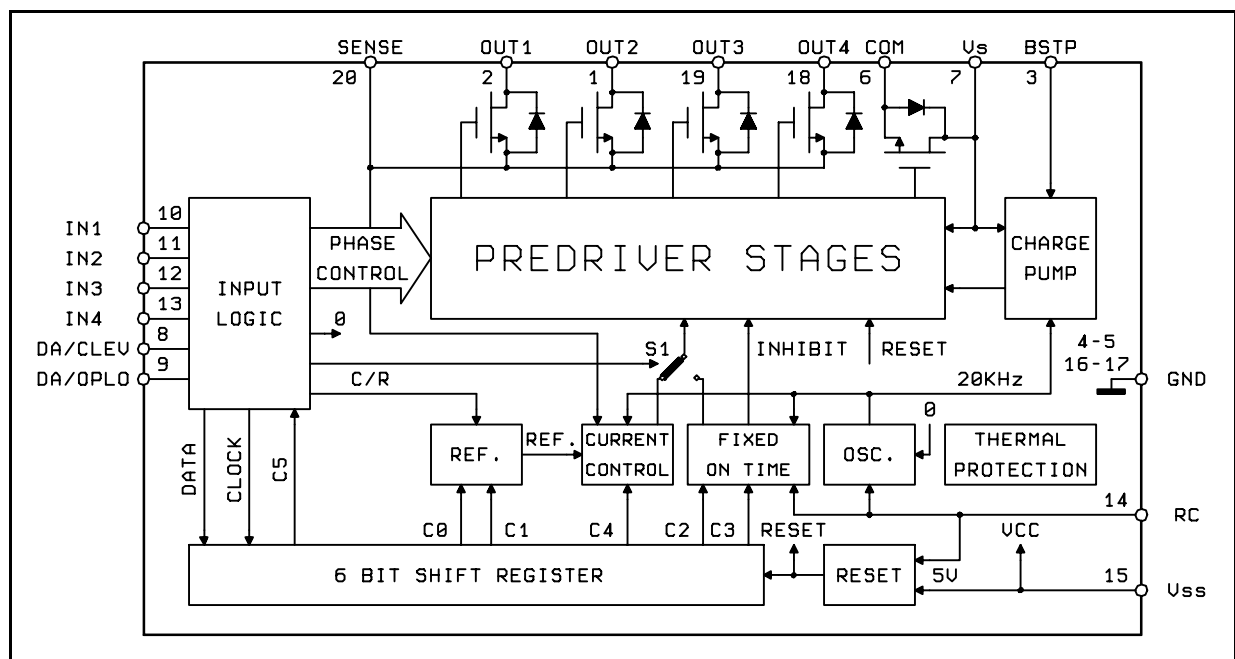 SENSE OUT1 OUT2 OUT3 OUT4 COM Vs BSTP
20 2 1 19 18 6 7 3
IN1 10
IN2 11
IN3 12
IN4 13
DA/CLEV 8
DA/OPLO 9
INPUT
LOGIC
PHASE
CONTROL
PREDRIVER STAGES
CHARGE
PUMP
0
S1
INHIBIT
RESET
4-5
16-17
GND
C/R
20KHz
DATA
CLOCK
C5
REF.
REF.
CURRENT
CONTROL
FIXED
ON TIME
OSC.
0
THERMAL
PROTECTION
14
RC
C0 C1 C4 C2 C3
RESET
VCC
6 BIT SHIFT REGISTER
RESET
5V
15
Vss